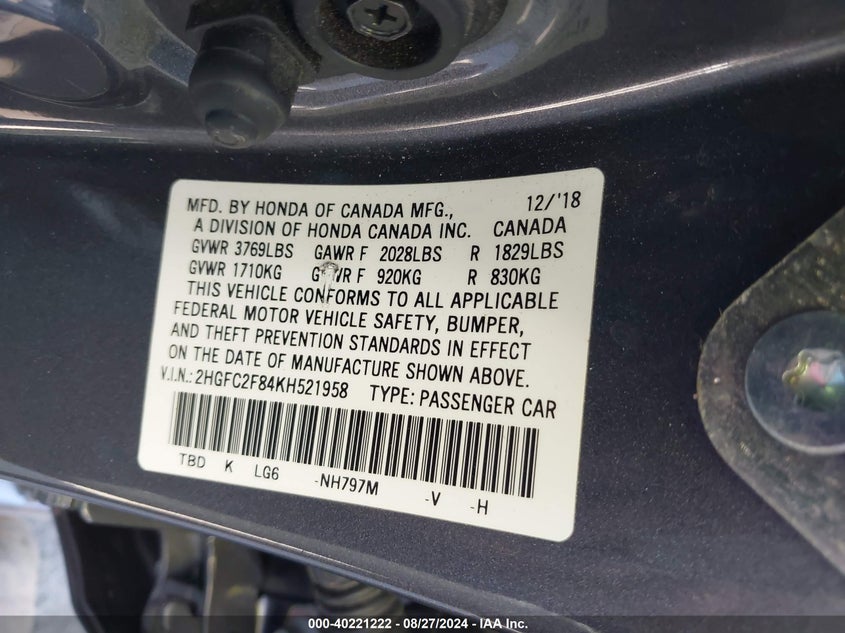 MFD. BY HONDA OF CANADA MFG., 12/'18
A DIVISION OF HONDA CANADA INC. CANADA
GVWR 3769LBS GAWR F 2028LBS R 1829LBS
GVWR 1710KG GAWR F 920KG R 830KG
THIS VEHICLE CONFORMS TO ALL APPLICABLE
FEDERAL MOTOR VEHICLE SAFETY, BUMPER,
AND THEFT PREVENTION STANDARDS IN EFFECT
ON THE DATE OF MANUFACTURE SHOWN ABOVE.
V.I.N.: 2HGFC2F84KH521958 TYPE: PASSENGER CAR
TBD K LG6 -NH797M -V -H
000-40221222 - 08/27/2024 - IAA Inc.